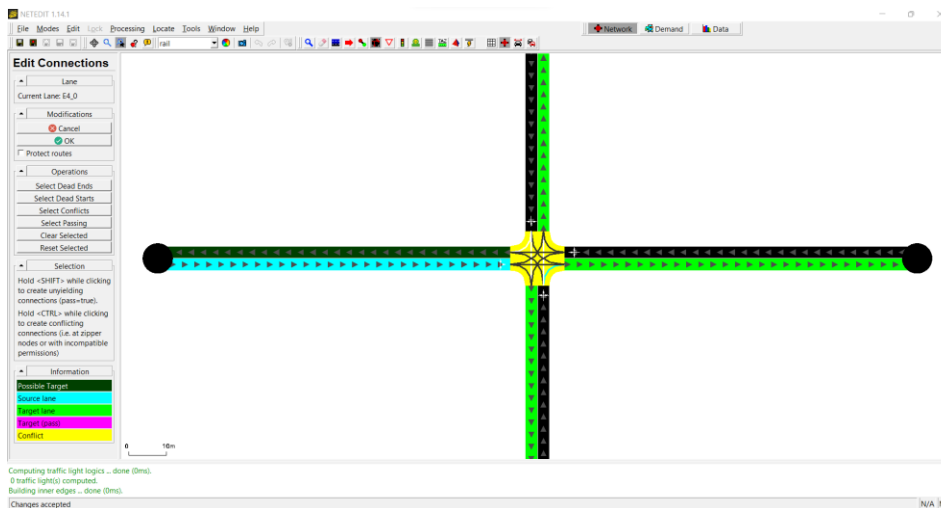 NETEDIT 1.14.1
File Modes Edit Lock Processing Locate Tools Window Help
Network Demand Data
rail
Edit Connections
Lane
Current Lane: E4_0
Modifications
Cancel
OK
Protect routes
Operations
Select Dead Ends
Select Dead Starts
Select Conflicts
Select Passing
Clear Selected
Reset Selected
Selection
Hold <SHIFT> while clicking
to create unyielding
connections (pass=true).
Hold <CTRL> while clicking
to create conflicting
connections (i.e. at zipper
nodes or with incompatible
permissions)
Information
Possible Target
Source lane
Target lane
Target (pass)
Conflict
0 10m
Computing traffic light logics ... done (0ms).
0 traffic light(s) computed.
Building inner edges ... done (0ms).
Changes accepted
N/A